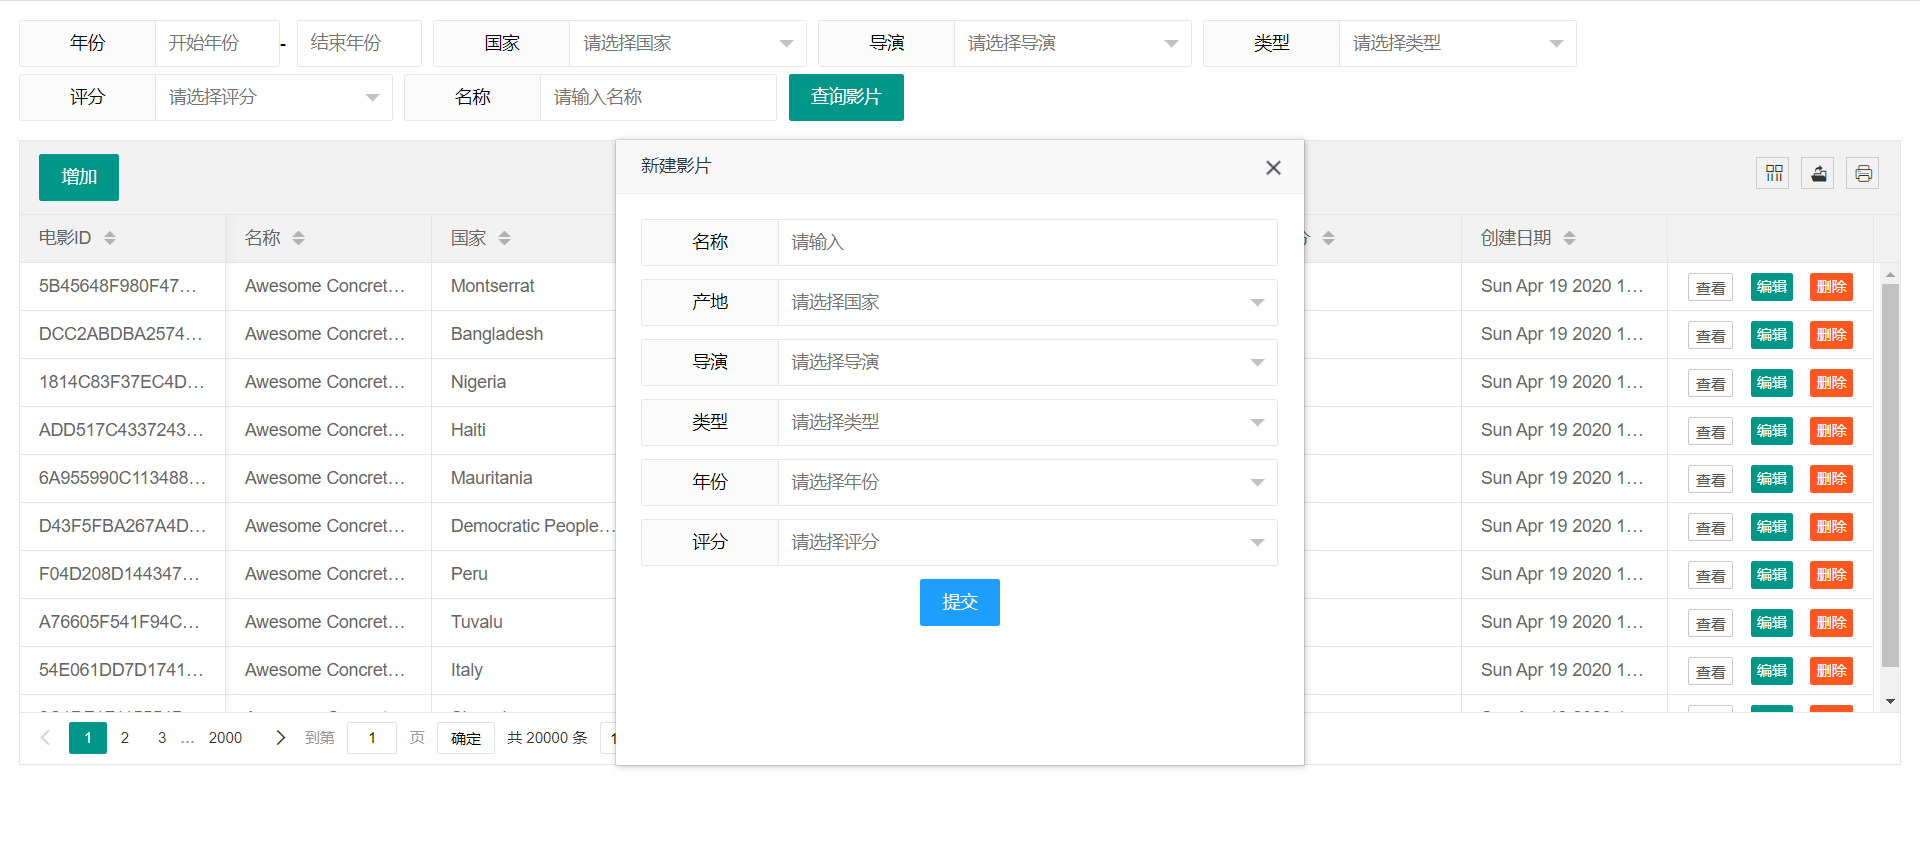 年份 开始年份 - 结束年份 国家 请选择国家 导演 请选择导演 类型 请选择类型
评分 请选择评分 名称 请输入名称 查询影片
增加
电影ID 名称 国家 创建日期
5B45648F980F47... Awesome Concret... Montserrat Sun Apr 19 2020 1... 查看 编辑 删除
DCC2ABDBA2574... Awesome Concret... Bangladesh Sun Apr 19 2020 1... 查看 编辑 删除
1814C83F37EC4D... Awesome Concret... Nigeria Sun Apr 19 2020 1... 查看 编辑 删除
ADD517C4337243... Awesome Concret... Haiti Sun Apr 19 2020 1... 查看 编辑 删除
6A955990C113488... Awesome Concret... Mauritania Sun Apr 19 2020 1... 查看 编辑 删除
D43F5FBA267A4D... Awesome Concret... Democratic People... Sun Apr 19 2020 1... 查看 编辑 删除
F04D208D144347... Awesome Concret... Peru Sun Apr 19 2020 1... 查看 编辑 删除
A76605F541F94C... Awesome Concret... Tuvalu Sun Apr 19 2020 1... 查看 编辑 删除
54E061DD7D1741... Awesome Concret... Italy Sun Apr 19 2020 1... 查看 编辑 删除
1 2 3 ... 2000 到第 1 页 确定 共 20000 条
新建影片
名称 请输入
产地 请选择国家
导演 请选择导演
类型 请选择类型
年份 请选择年份
评分 请选择评分
提交